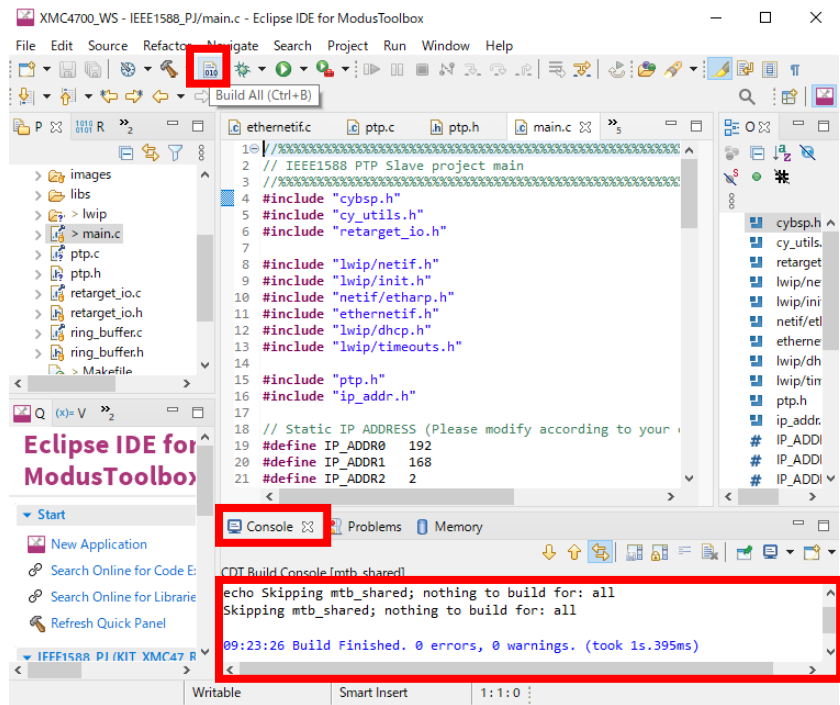 XMC4700_WS - IEEE1588_PJ/main.c - Eclipse IDE for ModusToolbox
File Edit Source Refactor Navigate Search Project Run Window Help
Build All (Ctrl+B)
P R »2
images
libs
> lwip
> main.c
ptp.c
ptp.h
retarget_io.c
retarget_io.h
ring_buffer.c
ring_buffer.h
> Makefile
ethernetif.c ptp.c ptp.h main.c »5
1 //%%%%%%%%%%%%%%%%%%%%%%%%%%%%%%%%%%%%%%%%%%%%%%%%%%%%%
2 // IEEE1588 PTP Slave project main
3 //%%%%%%%%%%%%%%%%%%%%%%%%%%%%%%%%%%%%%%%%%%%%%%%%%%%%%
4 #include "cybsp.h"
5 #include "cy_utils.h"
6 #include "retarget_io.h"
7
8 #include "lwip/netif.h"
9 #include "lwip/init.h"
10 #include "netif/etharp.h"
11 #include "ethernetif.h"
12 #include "lwip/dhcp.h"
13 #include "lwip/timeouts.h"
14
15 #include "ptp.h"
16 #include "ip_addr.h"
17
18 // Static IP ADDRESS (Please modify according to your
19 #define IP_ADDR0 192
20 #define IP_ADDR1 168
21 #define IP_ADDR2 2
O
cybsp.h
cy_utils.
retarget
lwip/ne
lwip/ini
netif/etl
etherne
lwip/dh
lwip/tim
ptp.h
ip_addr.
# IP_ADDI
# IP_ADDI
# IP_ADDI
Q (x)= V »2
Eclipse IDE for
ModusToolbox
Start
New Application
Search Online for Code E
Search Online for Librarie
Refresh Quick Panel
IEEE1588_PJ (KIT_XMC47_R
Console Problems Memory
CDT Build Console [mtb_shared]
echo Skipping mtb_shared; nothing to build for: all
Skipping mtb_shared; nothing to build for: all
09:23:26 Build Finished. 0 errors, 0 warnings. (took 1s.395ms)
Writable Smart Insert 1:1:0